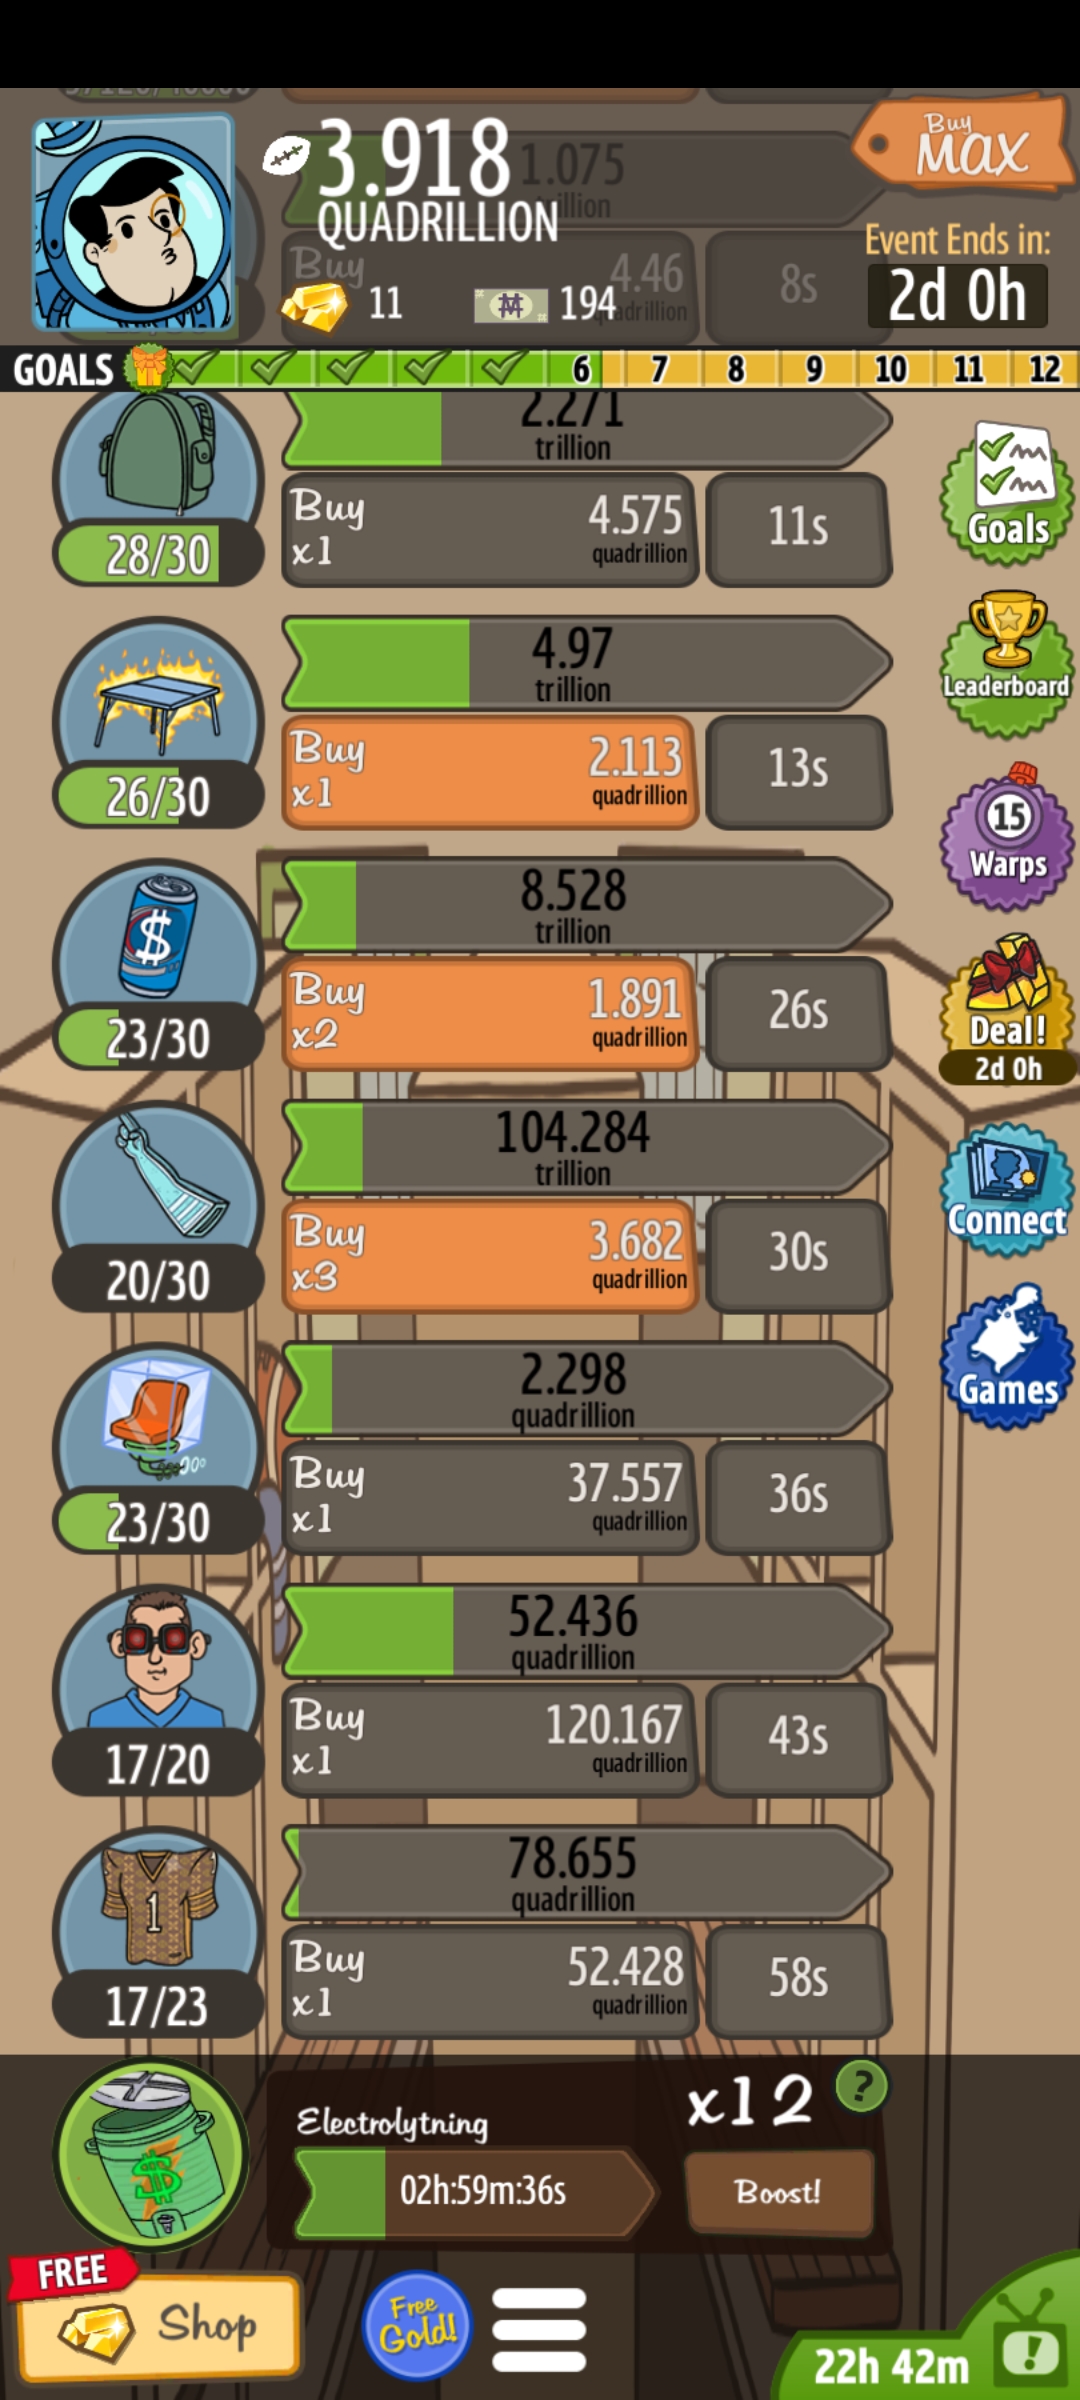 3.918
QUADRILLION
1.075
Buy
MAX
Event Ends in:
2d 0h
Buy
4.46
8s
11
194
GOALS 6 7 8 9 10 11 12
2.271
trillion
28/30
Buy
x1
4.575
quadrillion
11s
Goals
4.97
trillion
26/30
Buy
x1
2.113
quadrillion
13s
Leaderboard
15
Warps
8.528
trillion
$
23/30
Buy
x2
1.891
quadrillion
26s
Deal!
2d 0h
104.284
trillion
20/30
Buy
x3
3.682
quadrillion
30s
Connect
2.298
quadrillion
23/30
Buy
x1
37.557
quadrillion
36s
Games
52.436
quadrillion
17/20
Buy
x1
120.167
quadrillion
43s
78.655
quadrillion
1
17/23
Buy
x1
52.428
quadrillion
58s
$
Electrolytning
x12
?
02h:59m:36s
Boost!
FREE
Shop
Free
Gold!
22h 42m
!